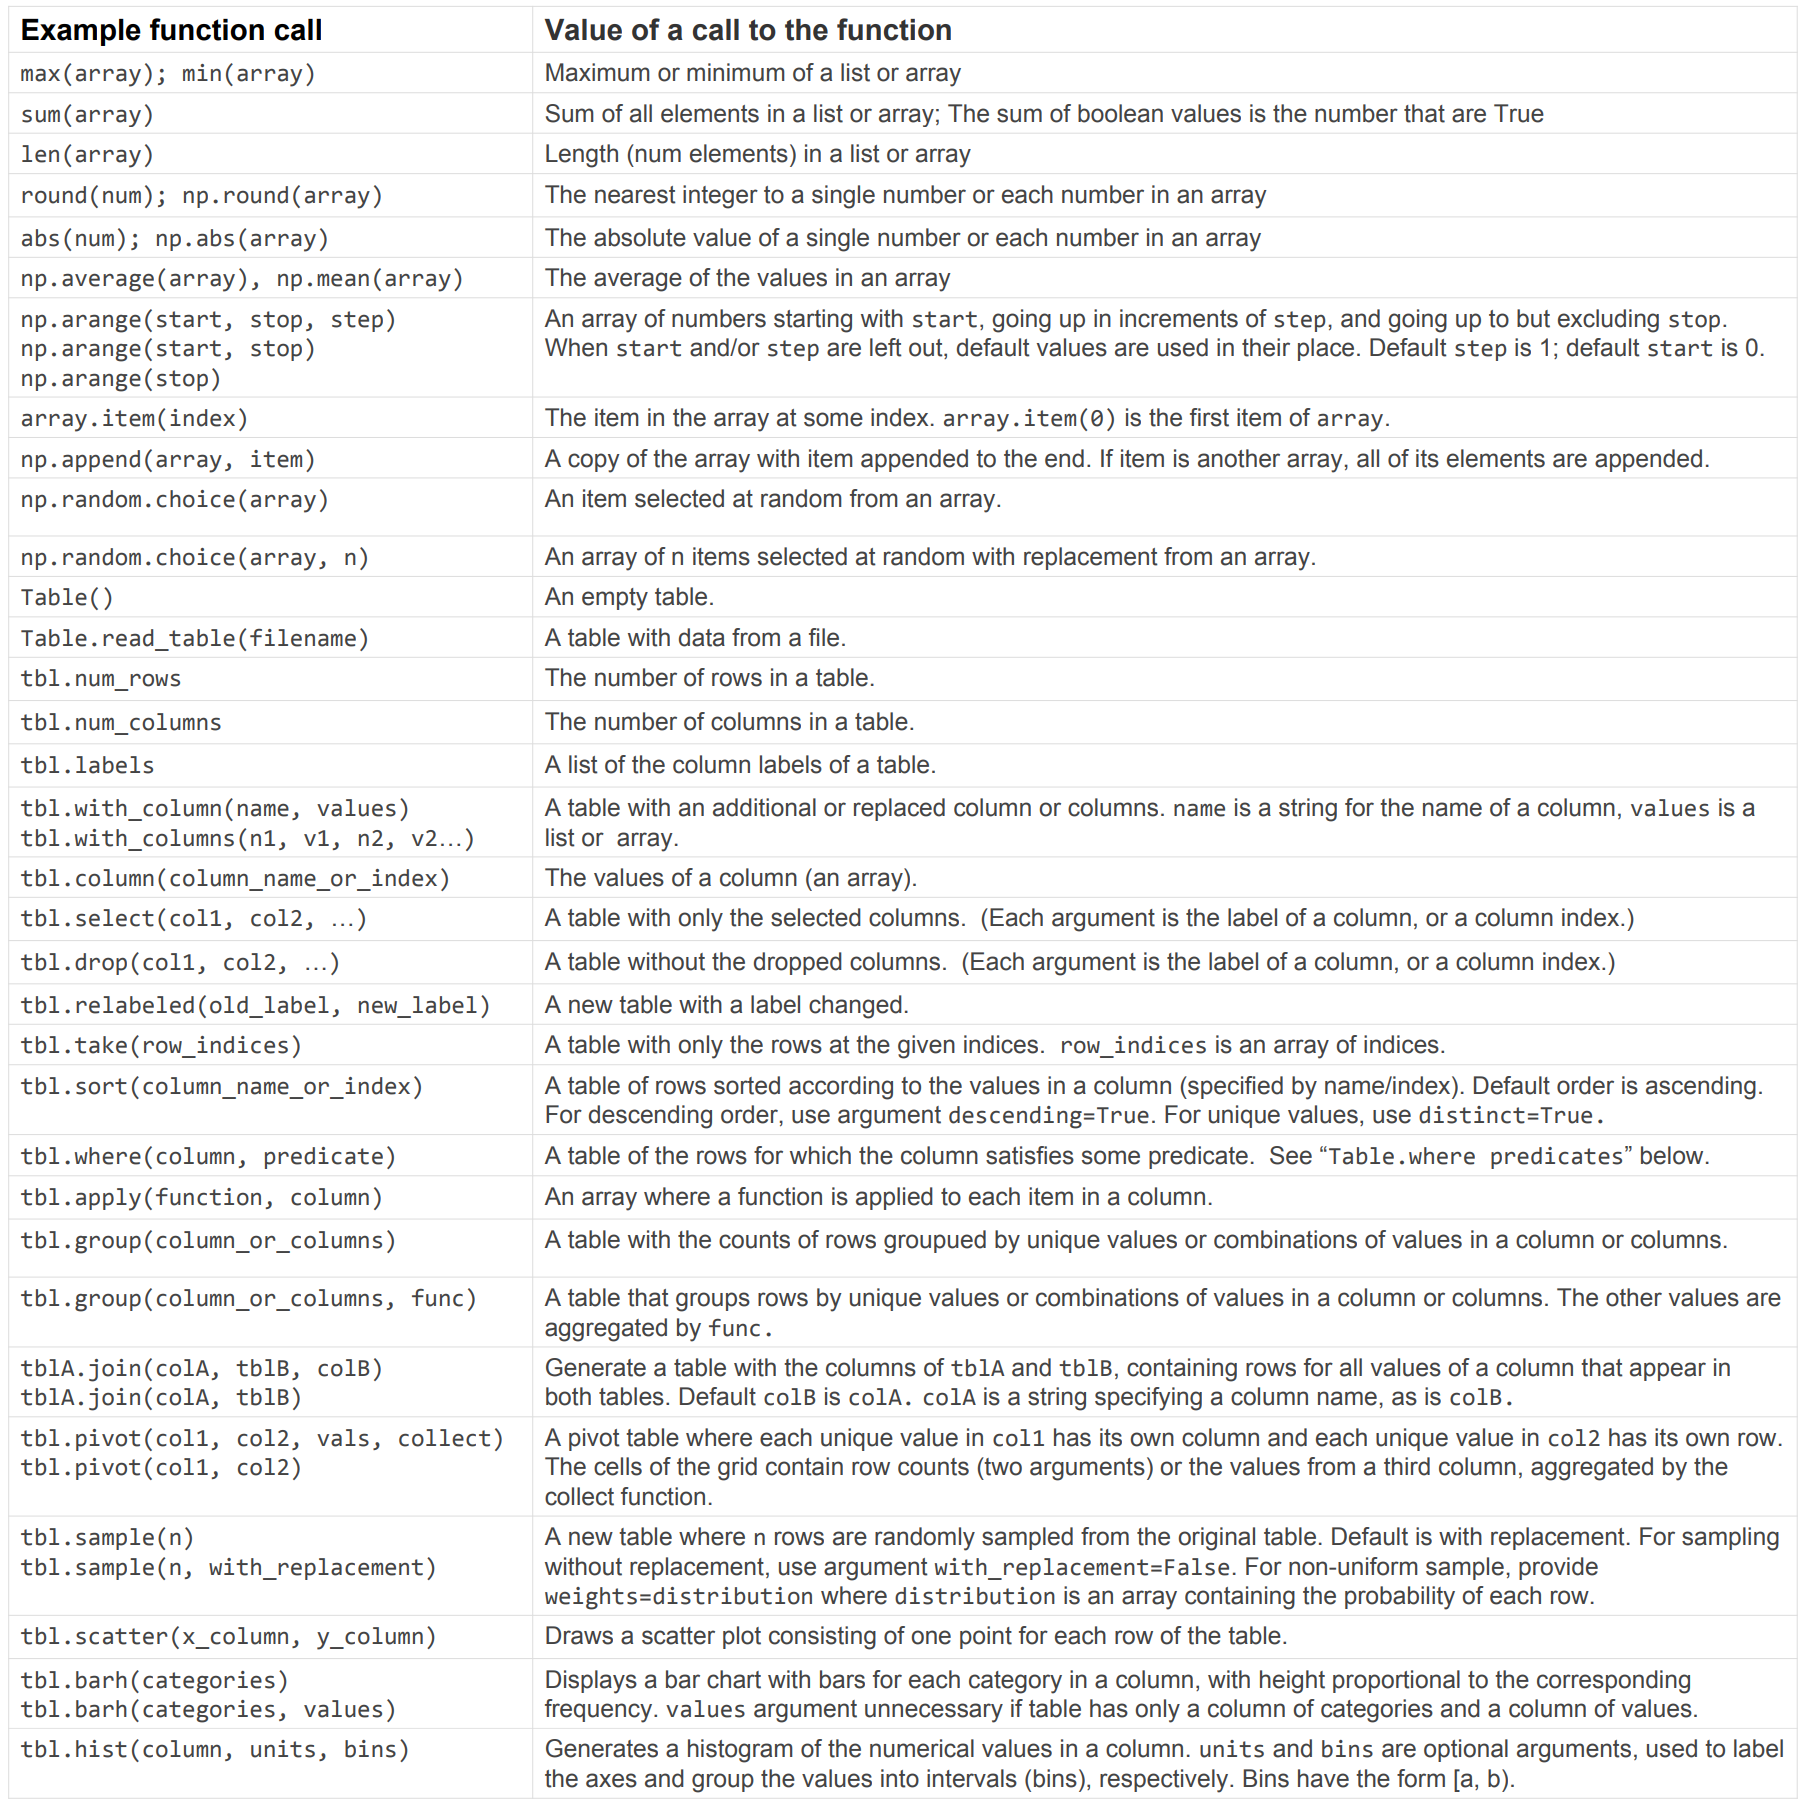 Example function call
Value of a call to the function
max(array); min(array)
Maximum or minimum of a list or array
sum(array)
Sum of all elements in a list or array; The sum of boolean values is the number that are True
len(array)
Length (num elements) in a list or array
round(num); np.round(array)
The nearest integer to a single number or each number in an array
abs(num); np.abs(array)
The absolute value of a single number or each number in an array
np.average(array), np.mean(array)
The average of the values in an array
np.arange(start, stop, step)
np.arange(start, stop)
np.arange(stop)
An array of numbers starting with start, going up in increments of step, and going up to but excluding stop.
When start and/or step are left out, default values are used in their place. Default step is 1; default start is 0.
array.item(index)
The item in the array at some index. array.item(0) is the first item of array.
np.append(array, item)
A copy of the array with item appended to the end. If item is another array, all of its elements are appended.
np.random.choice(array)
An item selected at random from an array.
np.random.choice(array, n)
An array of n items selected at random with replacement from an array.
Table()
An empty table.
Table.read_table(filename)
A table with data from a file.
tbl.num_rows
The number of rows in a table.
tbl.num_columns
The number of columns in a table.
tbl.labels
A list of the column labels of a table.
tbl.with_column(name, values)
tbl.with_columns(n1, v1, n2, v2…)
A table with an additional or replaced column or columns. name is a string for the name of a column, values is a
list or  array.
tbl.column(column_name_or_index)
The values of a column (an array).
tbl.select(col1, col2, …)
A table with only the selected columns.  (Each argument is the label of a column, or a column index.)
tbl.drop(col1, col2, …)
A table without the dropped columns.  (Each argument is the label of a column, or a column index.)
tbl.relabeled(old_label, new_label)
A new table with a label changed.
tbl.take(row_indices)
A table with only the rows at the given indices.  row_indices is an array of indices.
tbl.sort(column_name_or_index)
A table of rows sorted according to the values in a column (specified by name/index). Default order is ascending.
For descending order, use argument descending=True. For unique values, use distinct=True.
tbl.where(column, predicate)
A table of the rows for which the column satisfies some predicate.  See “Table.where predicates” below.
tbl.apply(function, column)
An array where a function is applied to each item in a column.
tbl.group(column_or_columns)
A table with the counts of rows groupued by unique values or combinations of values in a column or columns.
tbl.group(column_or_columns, func)
A table that groups rows by unique values or combinations of values in a column or columns. The other values are
aggregated by func.
tblA.join(colA, tblB, colB)
tblA.join(colA, tblB)
Generate a table with the columns of tblA and tblB, containing rows for all values of a column that appear in
both tables. Default colB is colA. colA is a string specifying a column name, as is colB.
tbl.pivot(col1, col2, vals, collect)
tbl.pivot(col1, col2)
A pivot table where each unique value in col1 has its own column and each unique value in col2 has its own row.
The cells of the grid contain row counts (two arguments) or the values from a third column, aggregated by the
collect function.
tbl.sample(n)
tbl.sample(n, with_replacement)
A new table where n rows are randomly sampled from the original table. Default is with replacement. For sampling
without replacement, use argument with_replacement=False. For non-uniform sample, provide
weights=distribution where distribution is an array containing the probability of each row.
tbl.scatter(x_column, y_column)
Draws a scatter plot consisting of one point for each row of the table.
tbl.barh(categories)
tbl.barh(categories, values)
Displays a bar chart with bars for each category in a column, with height proportional to the corresponding
frequency. values argument unnecessary if table has only a column of categories and a column of values.
tbl.hist(column, units, bins)
Generates a histogram of the numerical values in a column. units and bins are optional arguments, used to label
the axes and group the values into intervals (bins), respectively. Bins have the form [a, b).